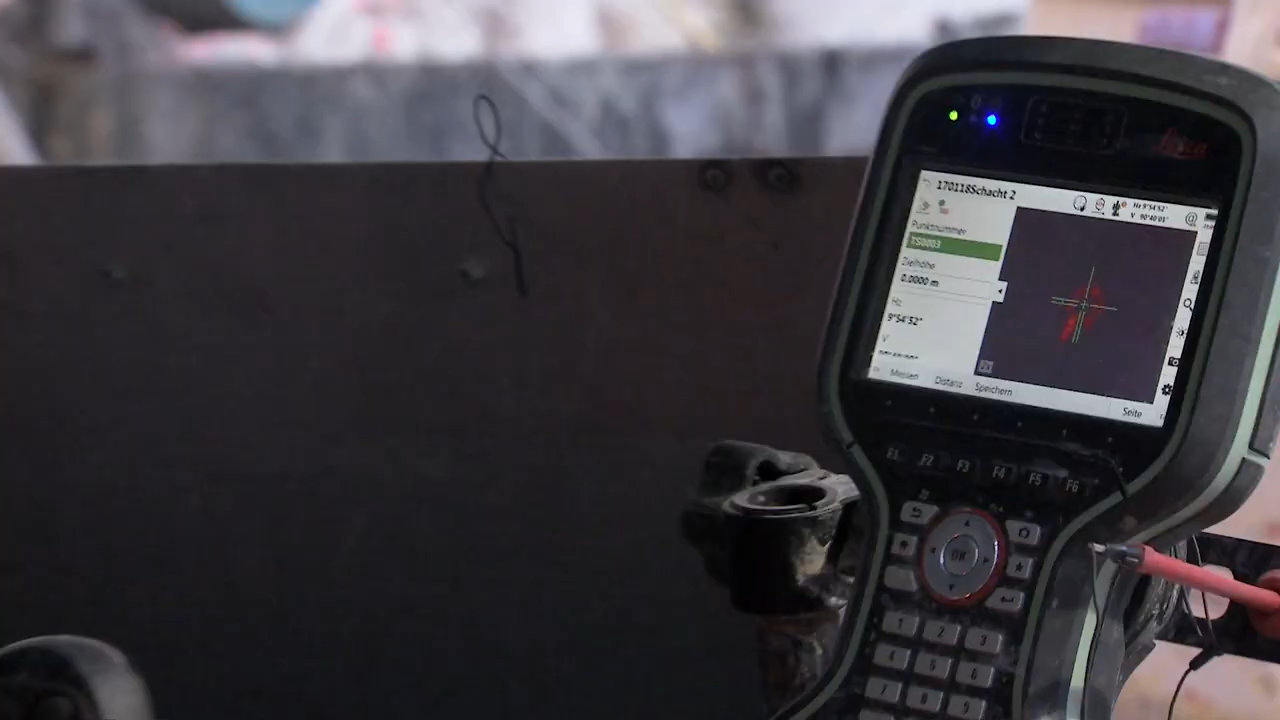 Leica
170118Schacht 2
Hz 9°54'52"
V 90°40'01"
Punktnummer
TS0003
Zielhöhe
0.0000 m
Hz
9°54'52"
V
Messen Distanz Speichern
Seite
F1 F2 F3 F4 F5 F6
OK
1 2 3
4 5 6
7 8 9